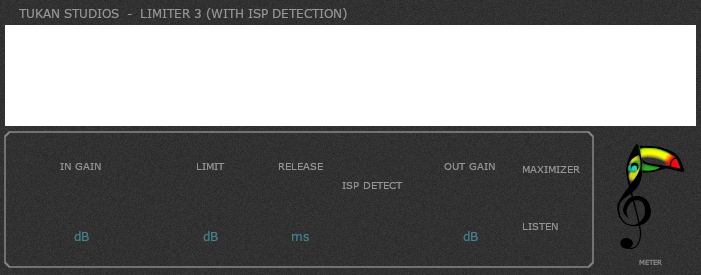 TUKAN STUDIOS - LIMITER 3 (WITH ISP DETECTION)
IN GAIN LIMIT RELEASE OUT GAIN MAXIMIZER
ISP DETECT
LISTEN
dB dB ms dB
METER